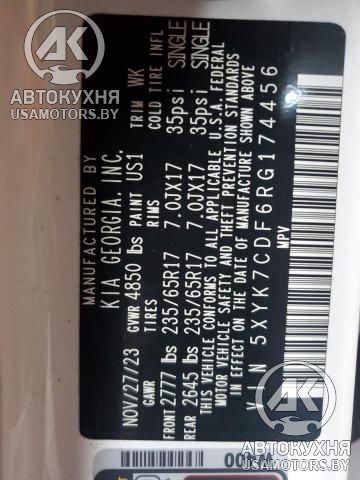 MANUFACTURED BY
KIA GEORGIA, INC.
NOV/27/23 GVWR 4850 lbs PAINT US1 TRIM WK
GAWR TIRES RIMS COLD TIRE INFL
FRONT 2777 lbs 235/65R17 7.0JX17 35psi SINGLE
REAR 2645 lbs 235/65R17 7.0JX17 35psi SINGLE
THIS VEHICLE CONFORMS TO ALL APPLICABLE U.S.A. FEDERAL
MOTOR VEHICLE SAFETY AND THEFT PREVENTION STANDARDS
IN EFFECT ON THE DATE OF MANUFACTURE SHOWN ABOVE
V I N 5XYK7CDF6RG174456
MPV
АК
АВТОКУХНЯ
USAMOTORS.BY
АК
АВТОКУХНЯ
USAMOTORS.BY